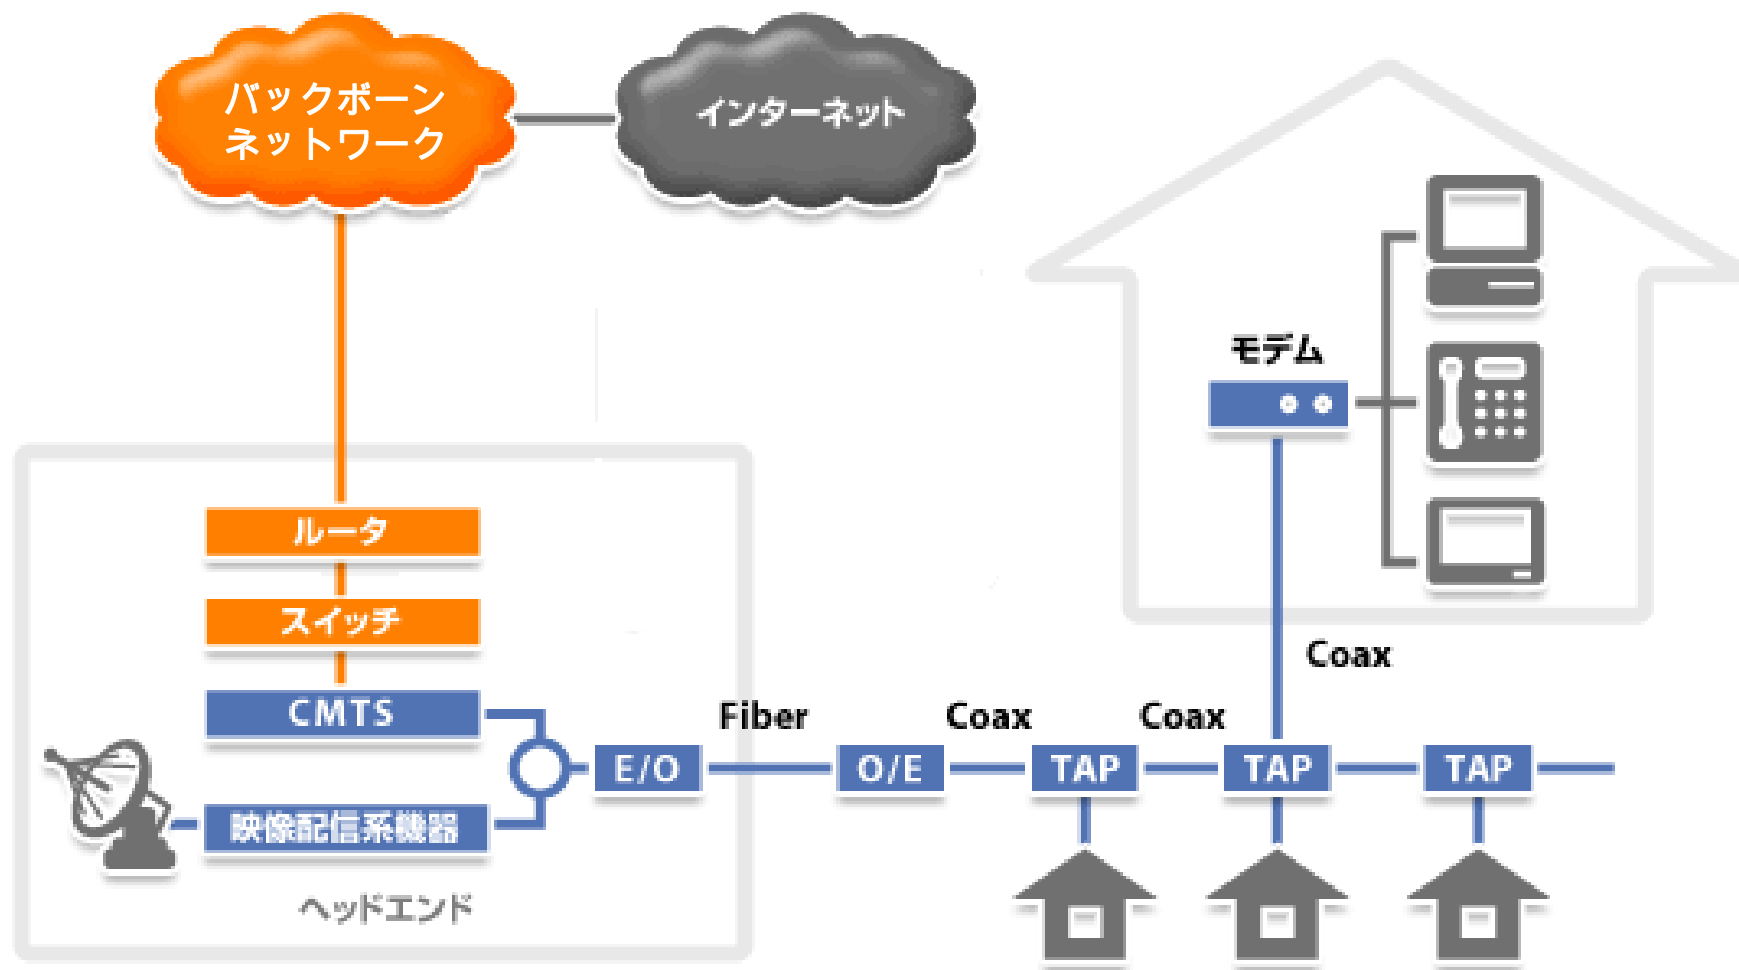 バックボーン
ネットワーク
インターネット
モデム
ルータ
スイッチ
CMTS
映像配信系機器
ヘッドエンド
E/O
Fiber
O/E
Coax
TAP
Coax
TAP
Coax
TAP